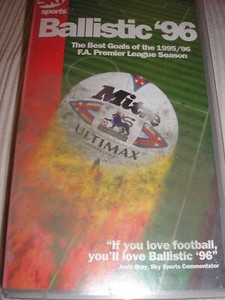 sky
sports
Ballistic '96
The Best Goals of the 1995/96
F.A. Premier League Season
Mitre
ULTIMAX
"If you love football,
you'll love Ballistic '96"
Andy Gray, Sky Sports Commentator